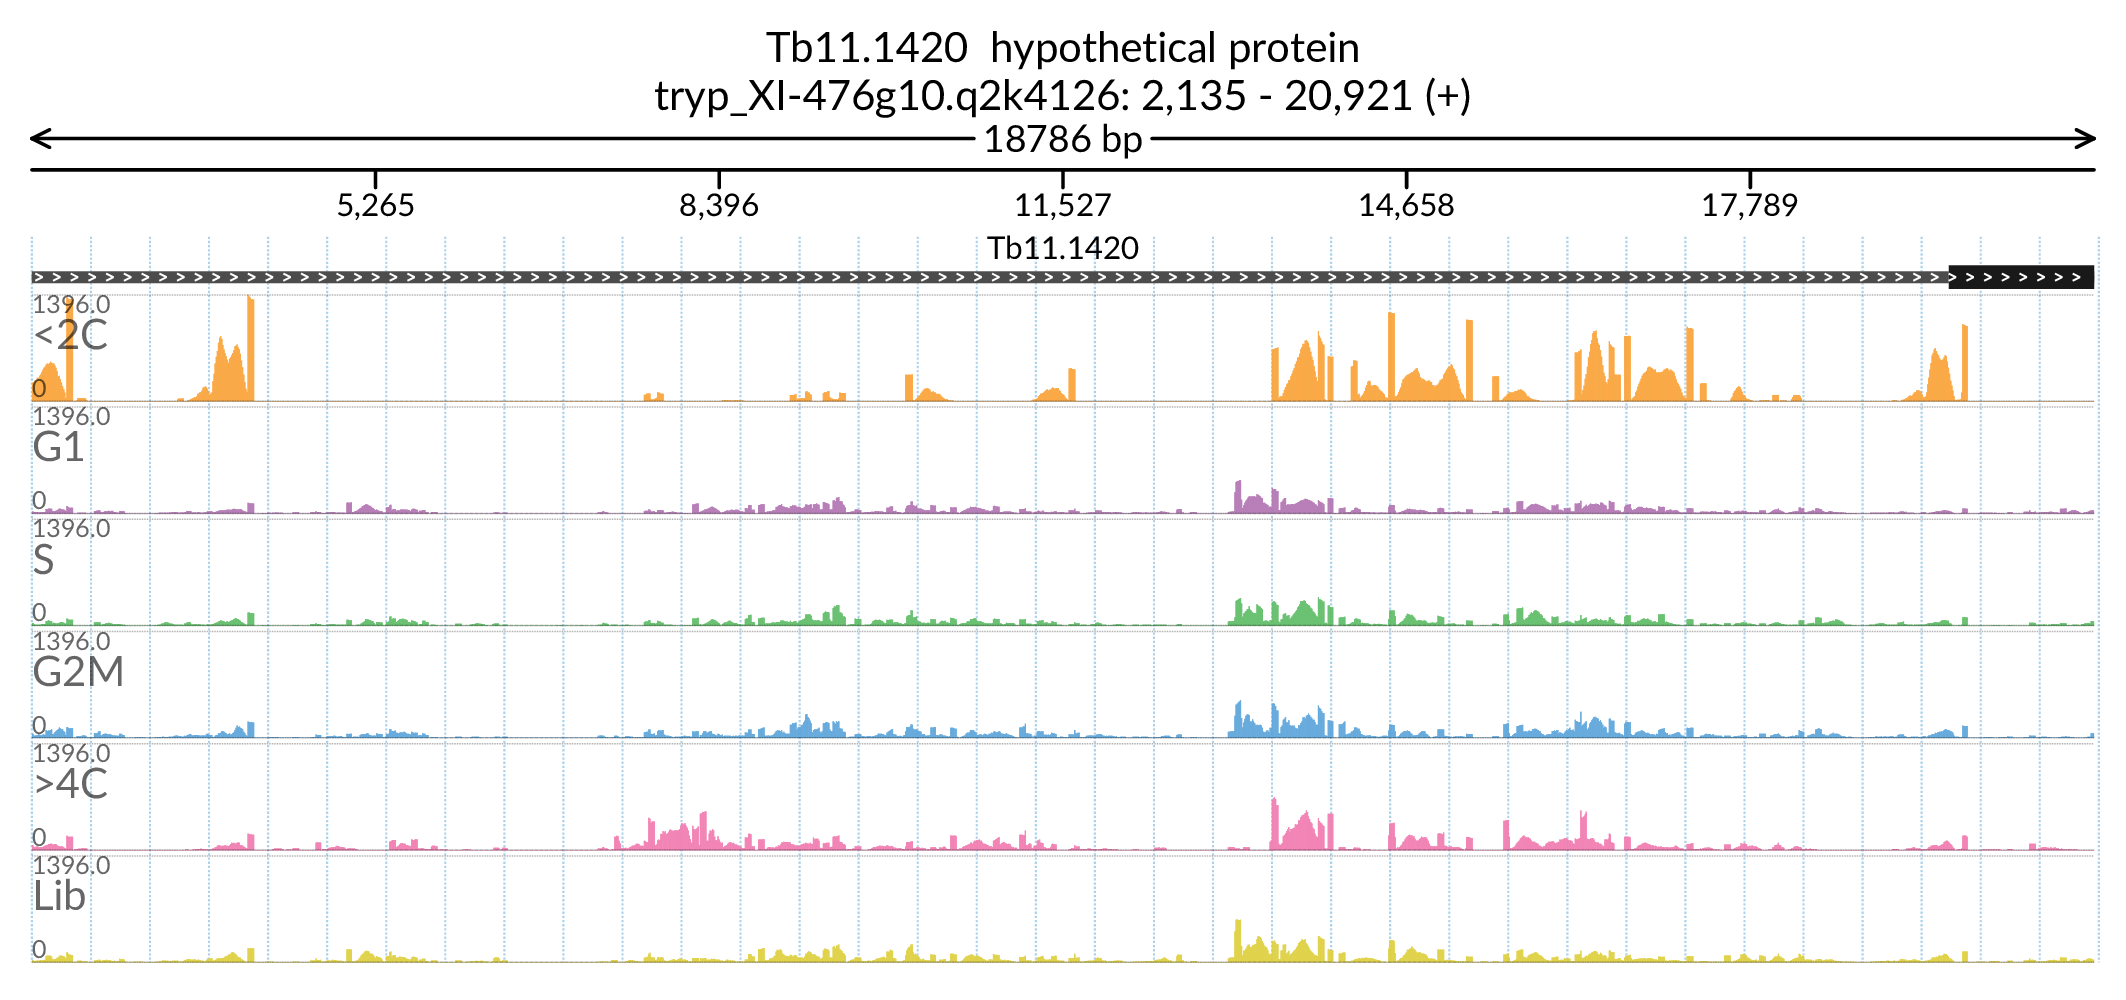 Tb11.1420 hypothetical protein
tryp_XI-476g10.q2k4126: 2,135 - 20,921 (+)
18786 bp
5,265 8,396 11,527 14,658 17,789
Tb11.1420
1396.0
<2C
0
1396.0
G1
0
1396.0
S
0
1396.0
G2M
0
1396.0
>4C
0
1396.0
Lib
0